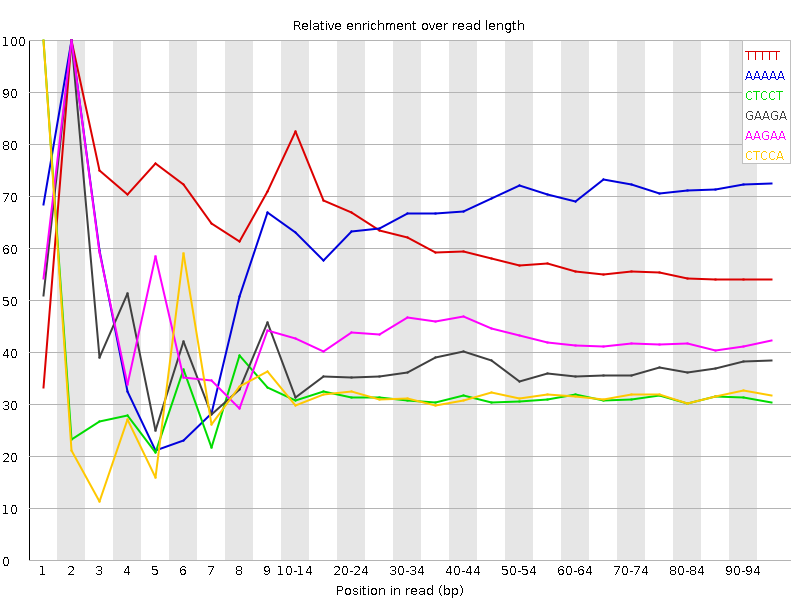 Relative enrichment over read length
100
90
80
70
60
50
40
30
20
10
0
TTTTT
AAAAA
CTCCT
GAAGA
AAGAA
CTCCA
1 2 3 4 5 6 7 8 9 10-14 20-24 30-34 40-44 50-54 60-64 70-74 80-84 90-94
Position in read (bp)